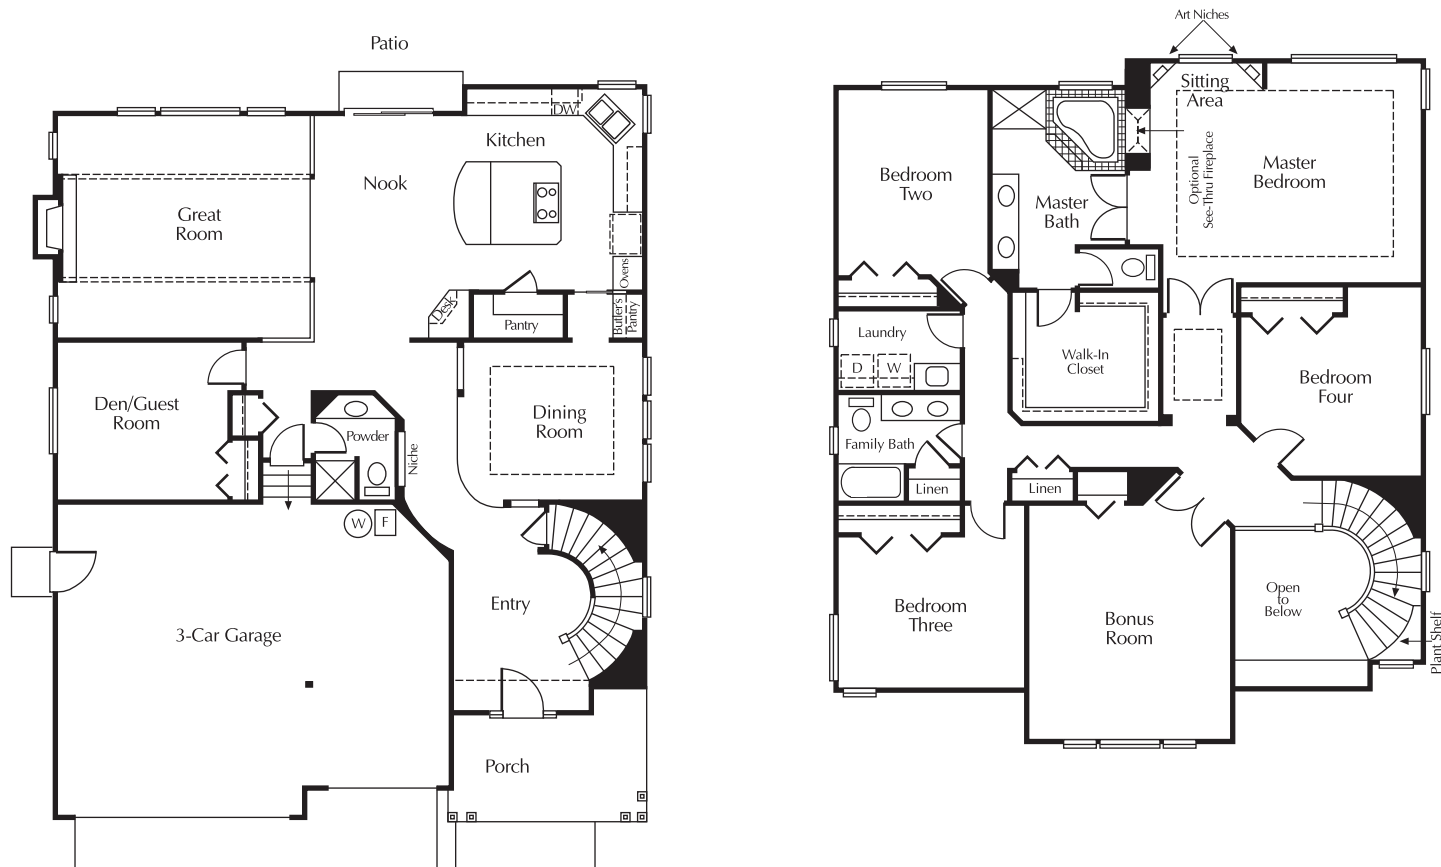 Patio
DW
Kitchen
Nook
Great
Room
Ovens
Desk
Pantry
Butler's
Pantry
Den/Guest
Room
Dining
Room
Powder
Niche
W
F
Entry
3-Car Garage
Porch
Art Niches
Sitting
Area
Bedroom
Two
Master
Bath
Optional
See-Thru Fireplace
Master
Bedroom
Laundry
D
W
Walk-In
Closet
Bedroom
Four
Family Bath
Linen
Linen
Bedroom
Three
Bonus
Room
Open
to
Below
Plant Shelf